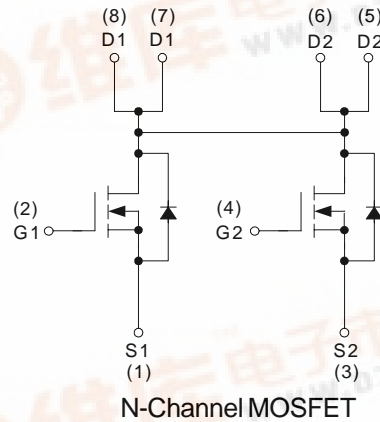 (8) (7) (6) (5)
D1 D1 D2 D2
(2) (4)
G1 G2
S1 S2
(1) (3)
N-Channel MOSFET